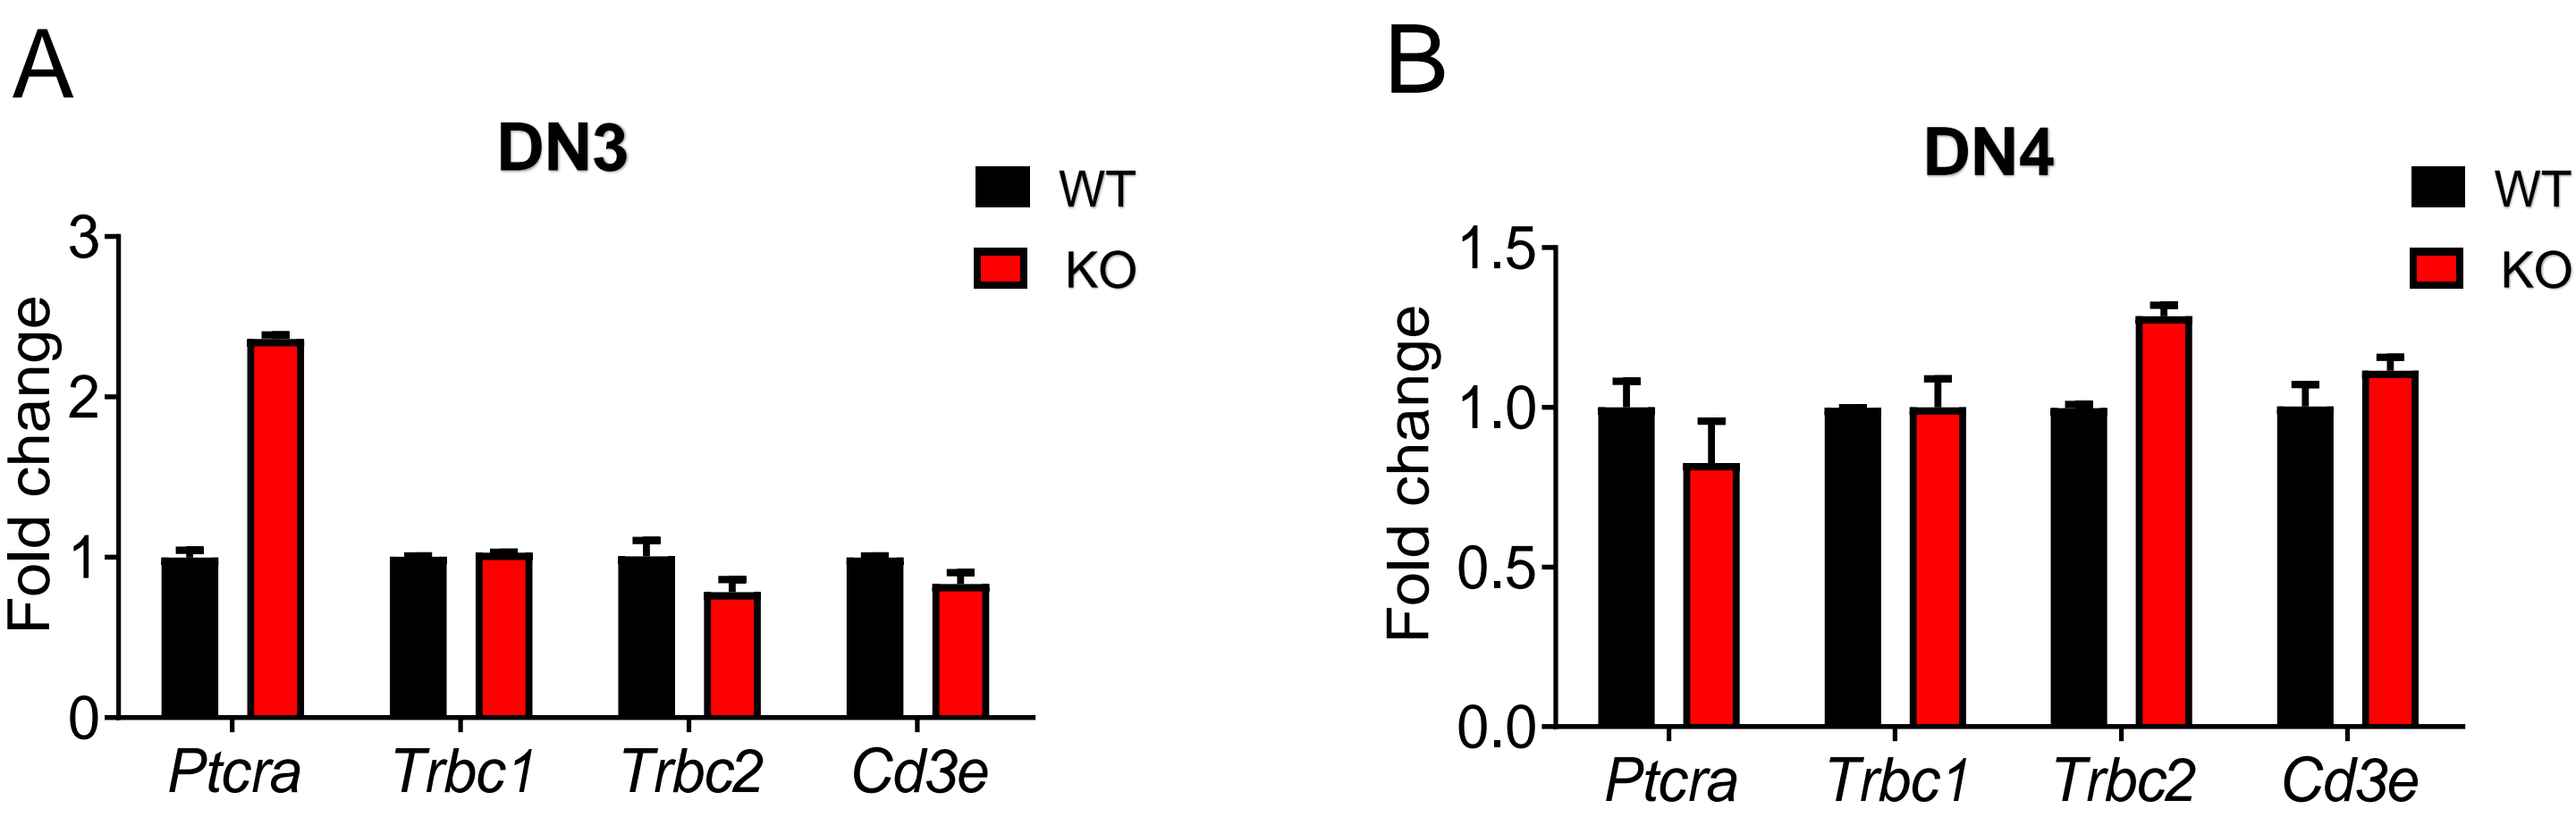 A
DN3
WT
KO
Fold change
3
2
1
0
Ptcra Trbc1 Trbc2 Cd3e
B
DN4
WT
KO
Fold change
1.5
1.0
0.5
0.0
Ptcra Trbc1 Trbc2 Cd3e